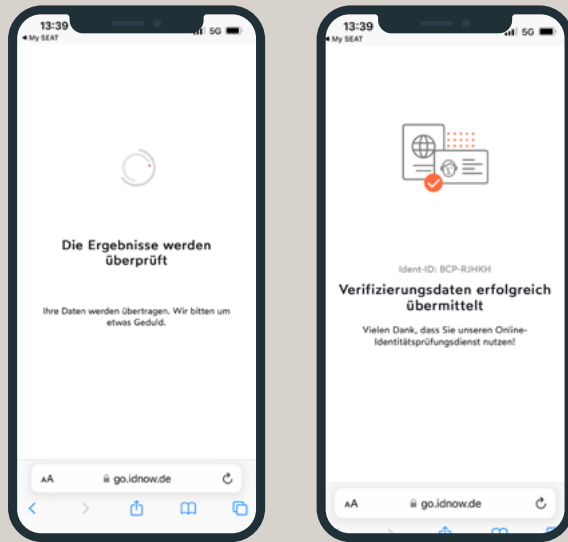 13:39
5G
◀ My SEAT
Die Ergebnisse werden
überprüft
Ihre Daten werden übertragen. Wir bitten um
etwas Geduld.
AA
go.idnow.de
13:39
5G
◀ My SEAT
Ident-ID: BCP-RJHKH
Verifizierungsdaten erfolgreich
übermittelt
Vielen Dank, dass Sie unseren Online-
Identitätsprüfungsdienst nutzen!
AA
go.idnow.de